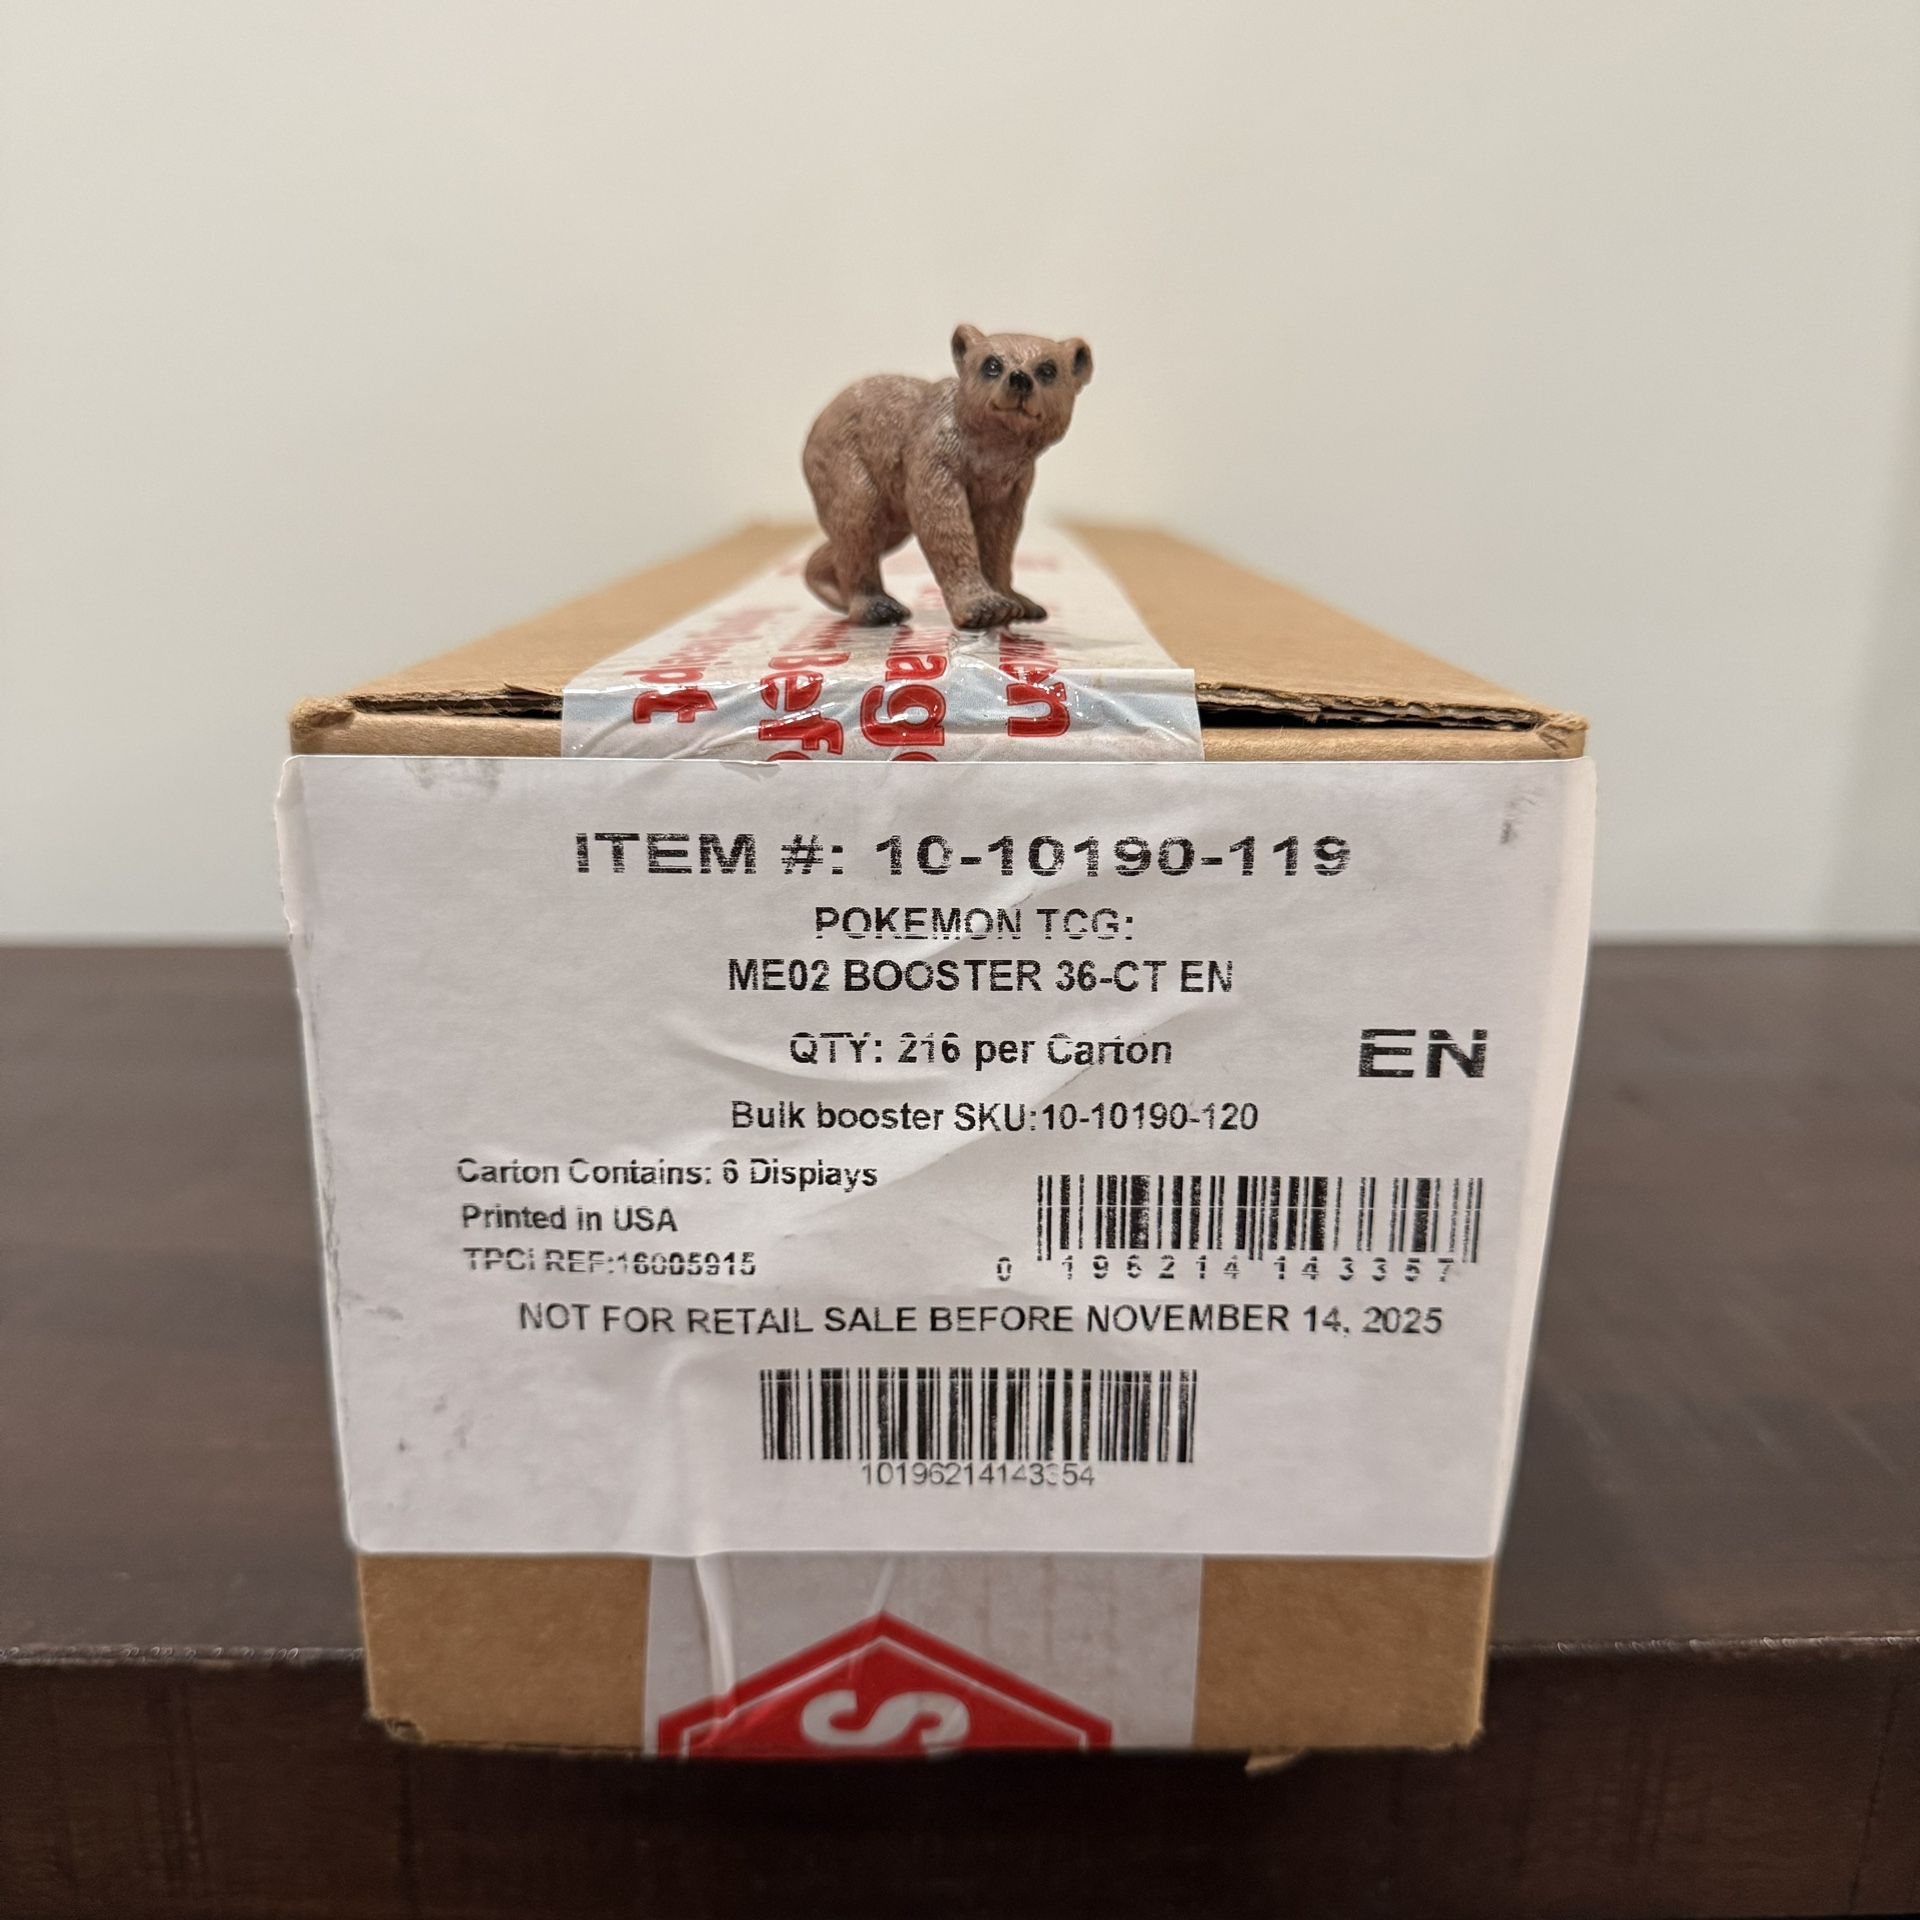 ITEM #: 10-10190-119
POKEMON TCG:
ME02 BOOSTER 36-CT EN
QTY: 216 per Carton
EN
Bulk booster SKU:10-10190-120
Carton Contains: 6 Displays
Printed in USA
TPCi REF:16005915
0 196214 143357
NOT FOR RETAIL SALE BEFORE NOVEMBER 14, 2025
10196214143354
S